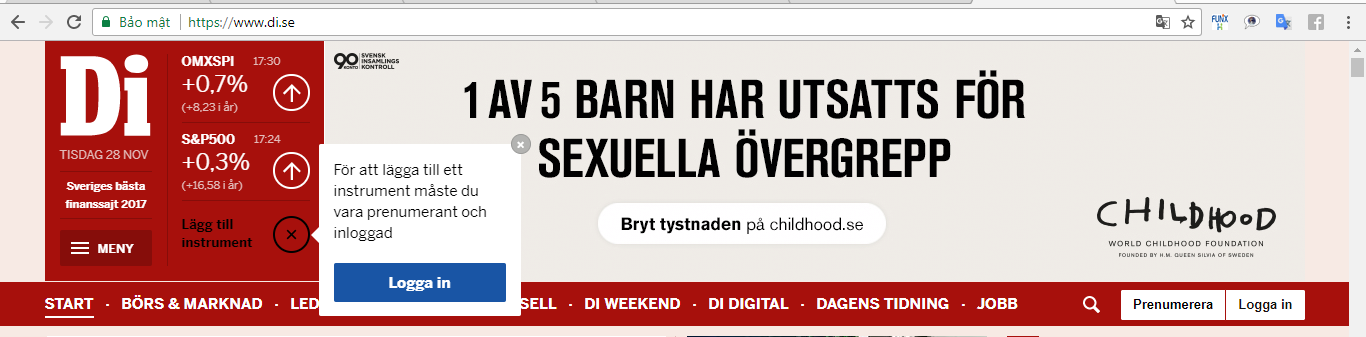 Bảo mật
https://www.di.se
FUNX
H
Di
TISDAG 28 NOV
Sveriges bästa
finanssajt 2017
MENY
OMXSPI 17:30
+0,7%
(+8,23 i år)
S&P500 17:24
+0,3%
(+16,58 i år)
Lägg till
instrument
För att lägga till ett
instrument måste du
vara prenumerant och
inloggad
Logga in
90
KONTO
SVENSK
INSAMLINGS
KONTROLL
1 AV 5 BARN HAR UTSATTS FÖR
SEXUELLA ÖVERGREPP
Bryt tystnaden på childhood.se
CHILDHOOD
WORLD CHILDHOOD FOUNDATION
FOUNDED BY H.M. QUEEN SILVIA OF SWEDEN
START · BÖRS & MARKNAD · LED SELL · DI WEEKEND · DI DIGITAL · DAGENS TIDNING · JOBB
Prenumerera Logga in